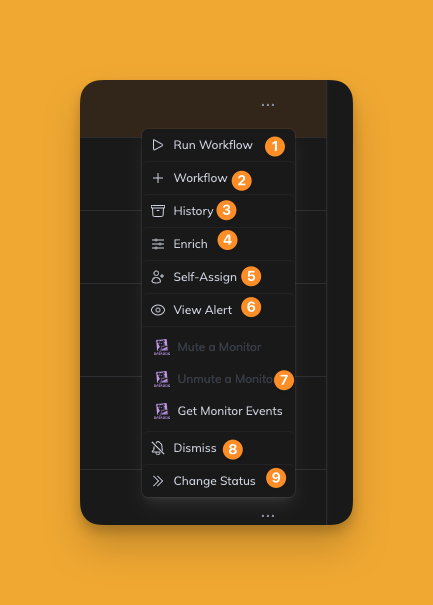 ...
Run Workflow 1
Workflow 2
History 3
Enrich 4
Self-Assign 5
View Alert 6
Mute a Monitor
Unmute a Monito 7
Get Monitor Events
Dismiss 8
Change Status 9
...